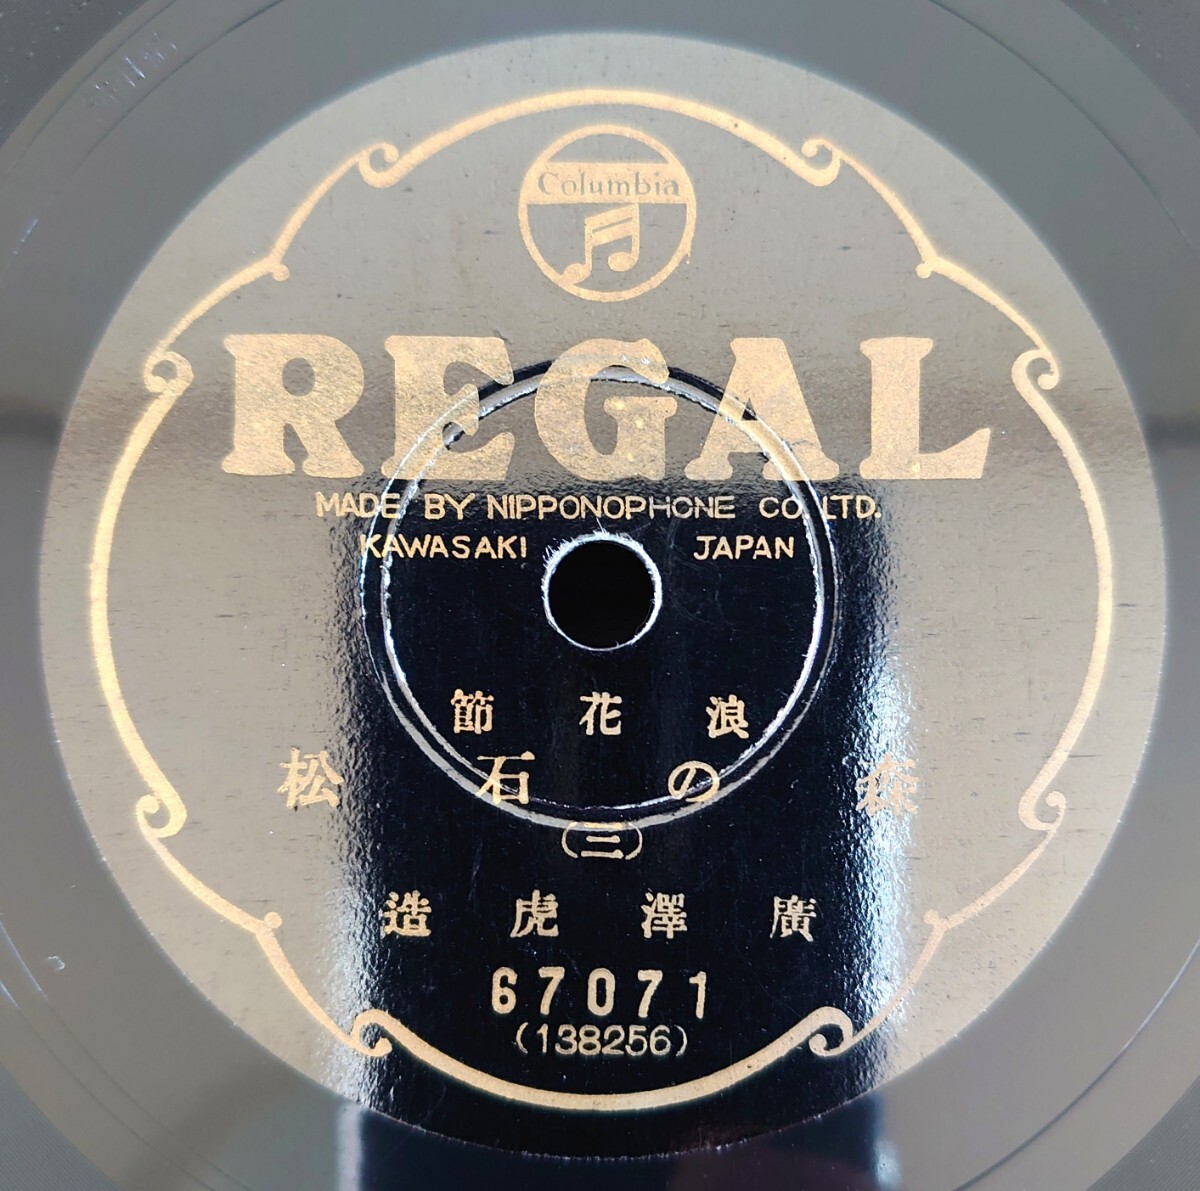 Columbia
REGAL
MADE BY NIPPONOPHONE CO. LTD.
KAWASAKI JAPAN
浪花節
森の石松
(三)
廣澤虎造
67071
(138256)